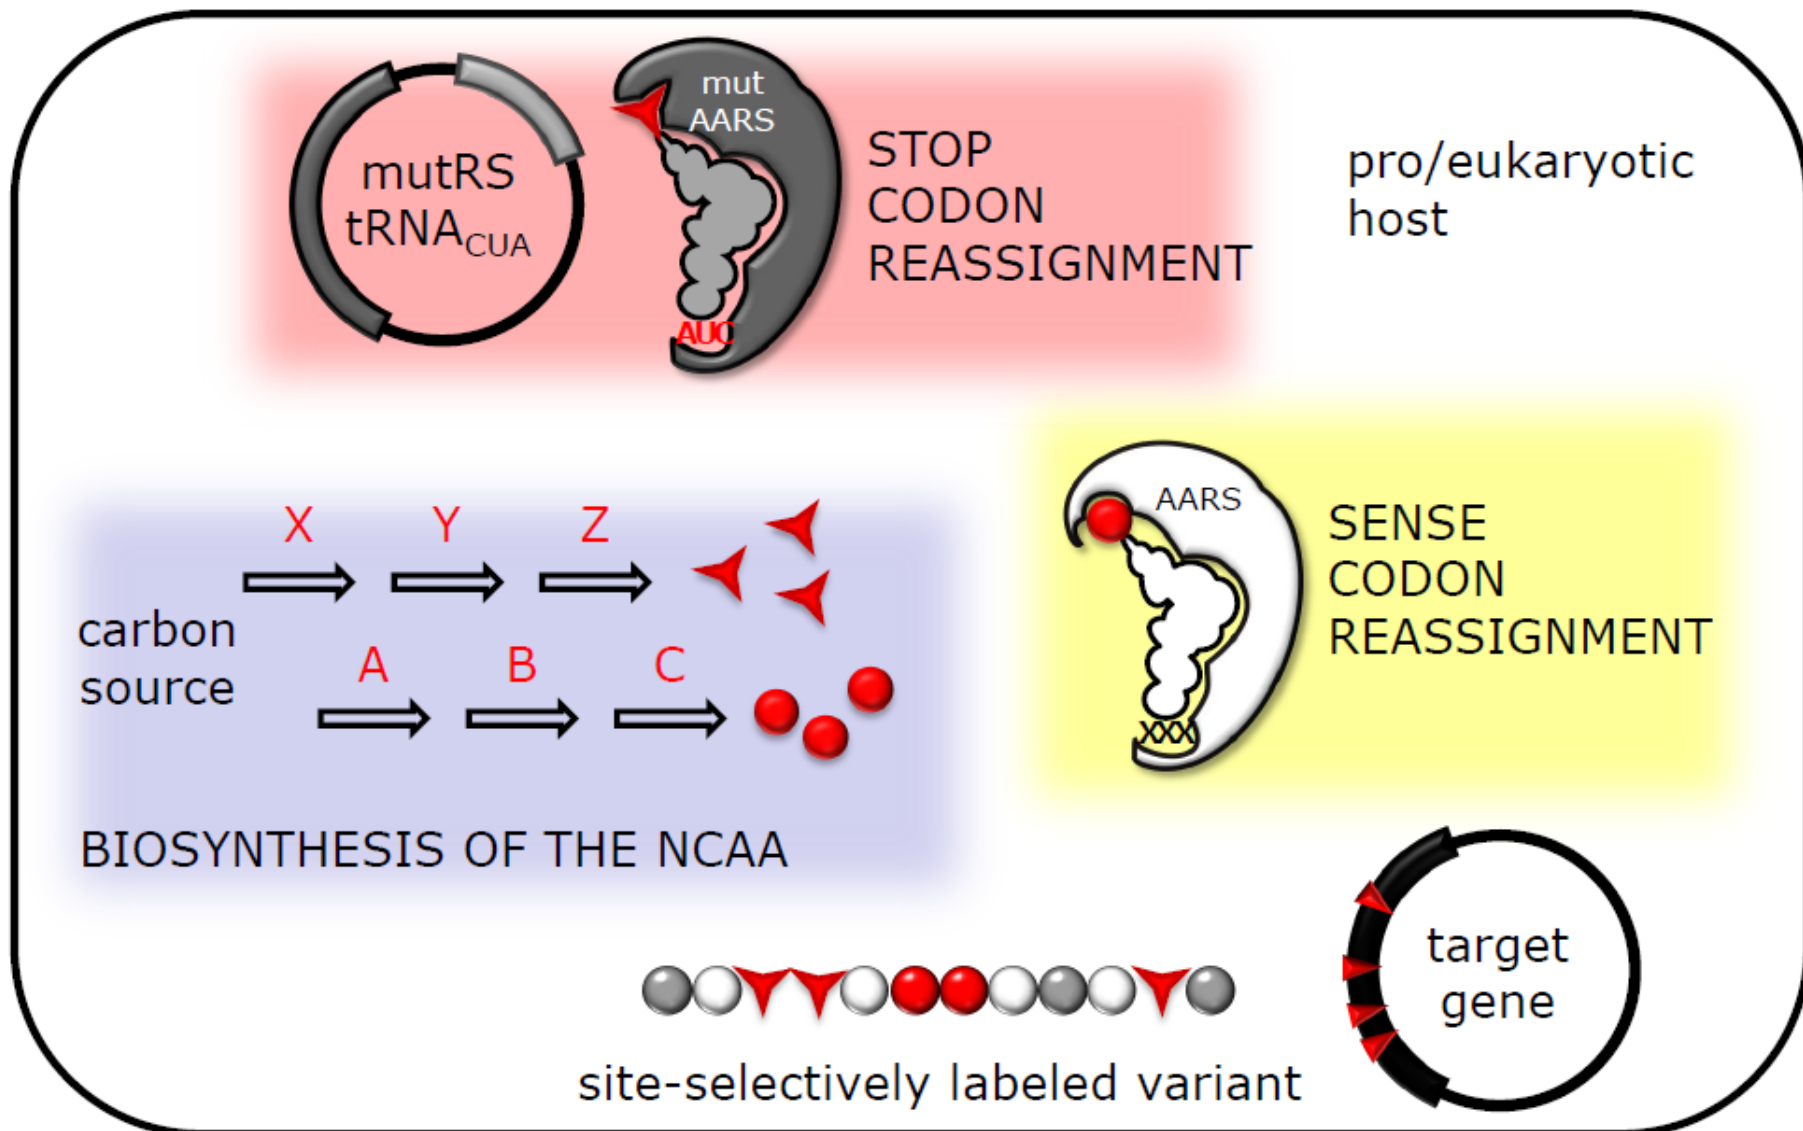 mut
AARS
mutRS
tRNACUA
AUC
STOP
CODON
REASSIGNMENT
pro/eukaryotic
host
X Y Z
carbon
source
A B C
BIOSYNTHESIS OF THE NCAA
AARS
XXX
SENSE
CODON
REASSIGNMENT
target
gene
site-selectively labeled variant